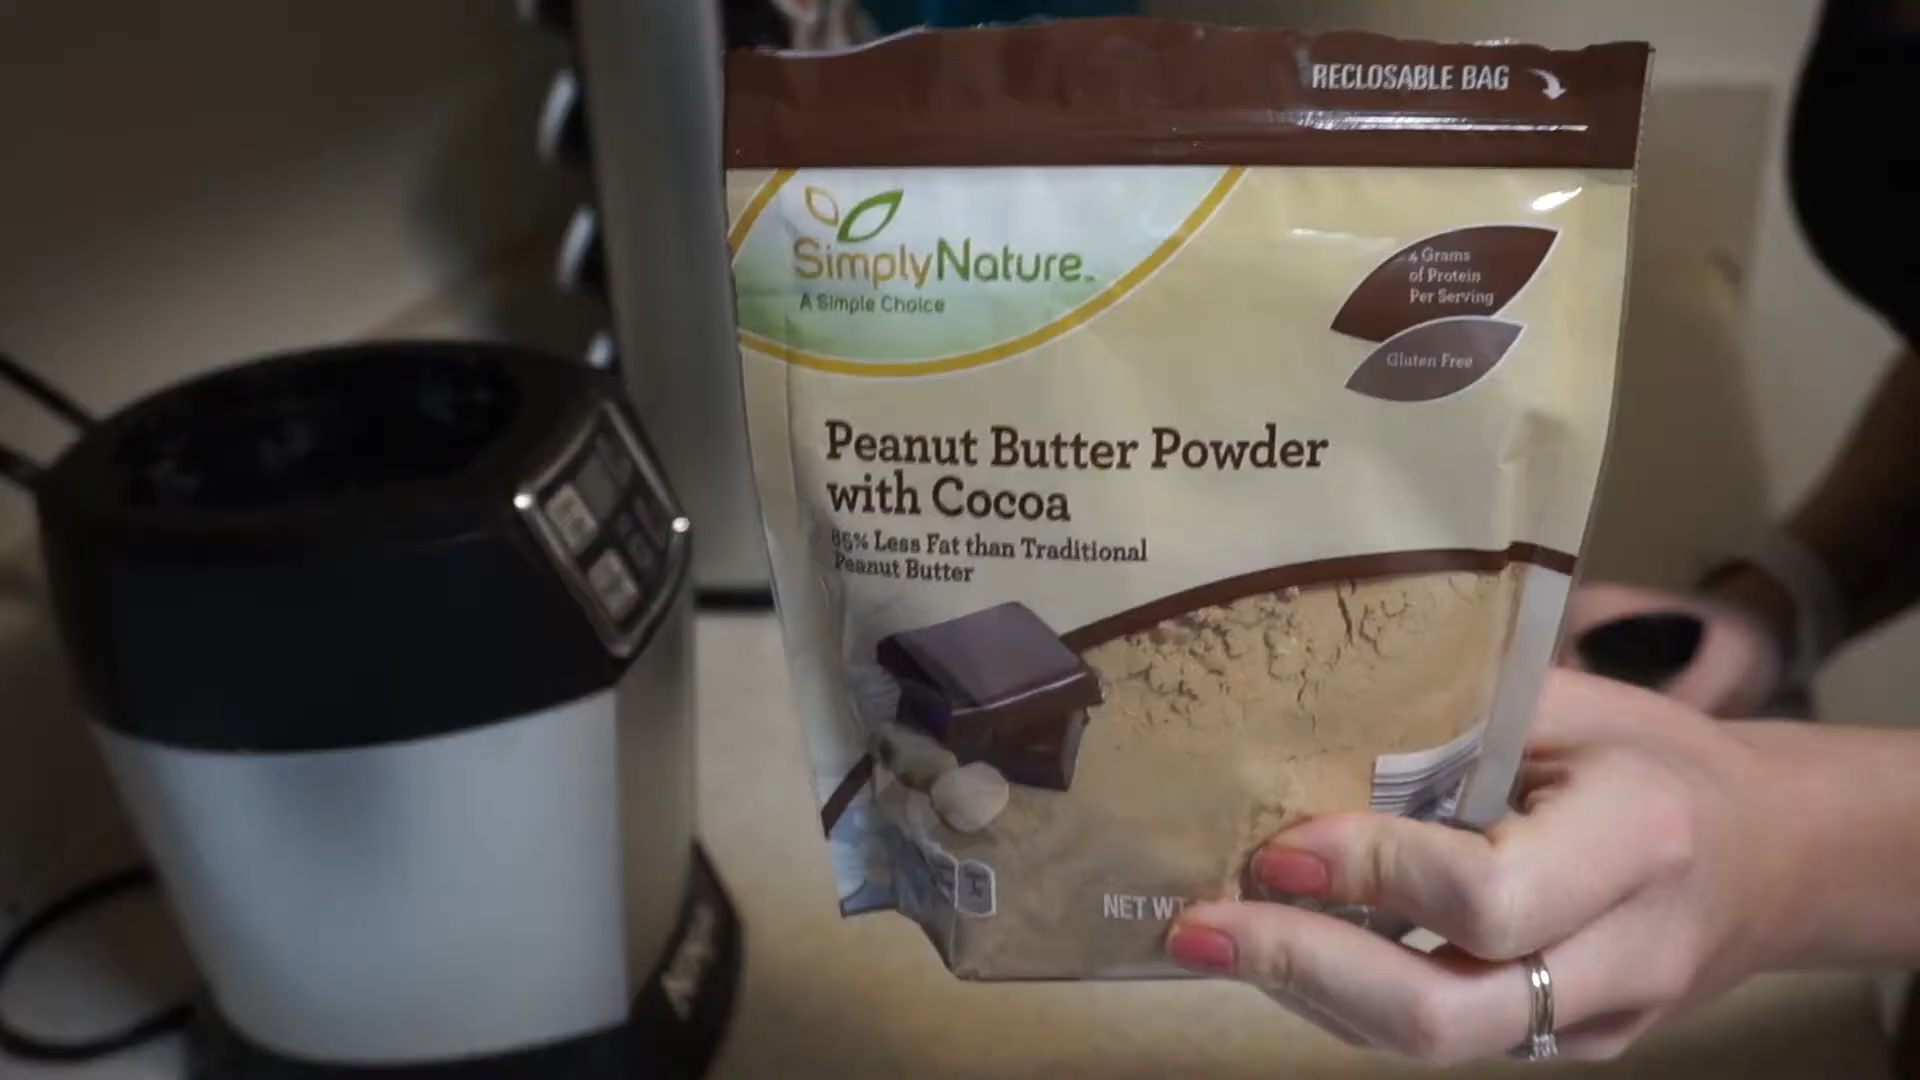 RECLOSABLE BAG
SimplyNature
A Simple Choice
4 Grams
of Protein
Per Serving
Gluten Free
Peanut Butter Powder
with Cocoa
85% Less Fat than Traditional
Peanut Butter
NET WT